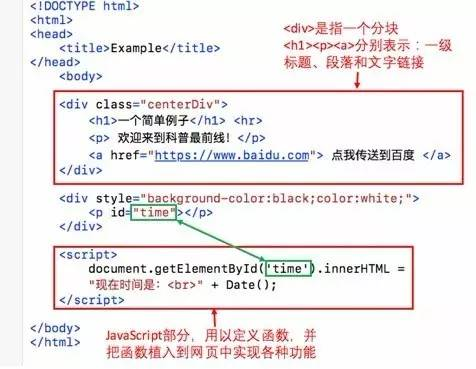 <!DOCTYPE html>
<html>
<head>
<title>Example</title>
</head>
<body>
<div>是指一个分块
<h1><p><a>分别表示：一级
标题、段落和文字链接
<div class="centerDiv">
<h1>一个简单例子</h1> <hr>
<p> 欢迎来到科普最前线! </p>
<a href="https://www.baidu.com"> 点我传送到百度 </a>
</div>
<div style="background-color:black;color:white;">
<p id="time"></p>
</div>
<script>
document.getElementById('time').innerHTML =
"现在时间是: <br>" + Date();
</script>
</body>
</html>
JavaScript部分，用以定义函数，并
把函数植入到网页中实现各种功能